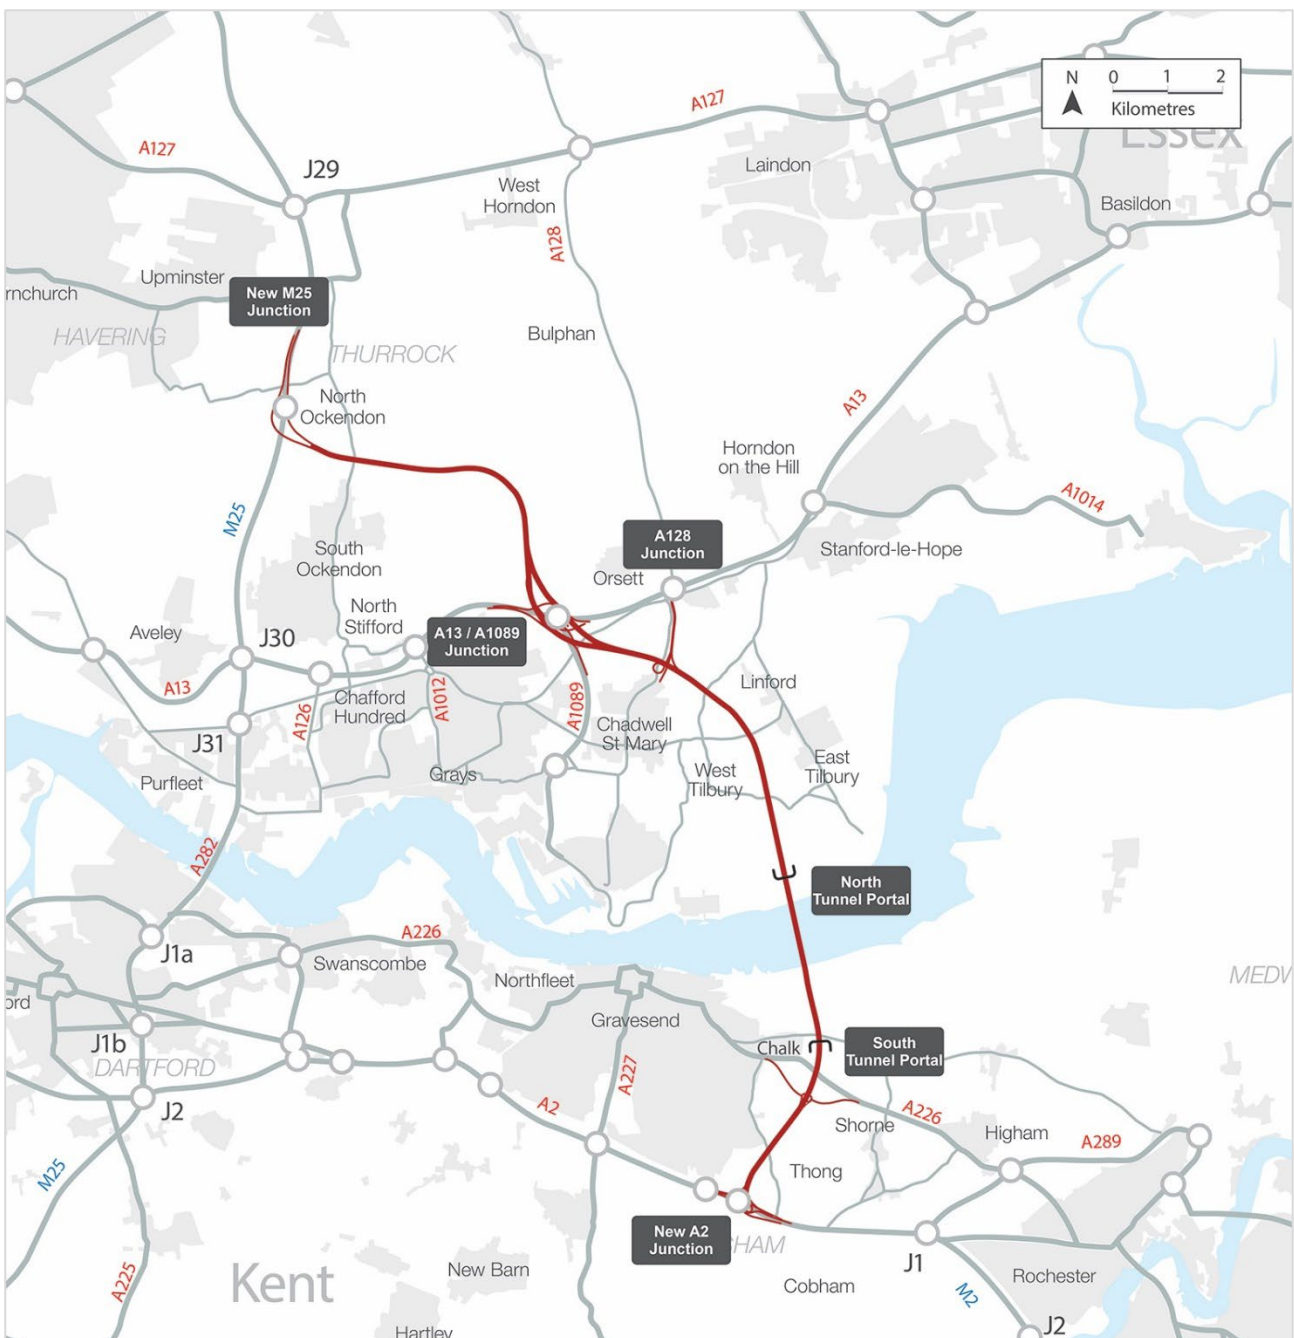 N 0 1 2
Kilometres
Essex
A127
A127
J29
Laindon
West
Horndon
Basildon
A128
Upminster
rnchurch
New M25
Junction
HAVERING
THURROCK
Bulphan
North
Ockendon
A13
Horndon
on the Hill
A1014
M25
A128
Junction
South
Ockendon
Stanford-le-Hope
Orsett
North
Stifford
Aveley
J30
A13 / A1089
Junction
A13
Linford
Chafford
Hundred
A126
A1012
A1089
Chadwell
St Mary
J31
East
Tilbury
West
Tilbury
Purfleet
Grays
A282
North
Tunnel Portal
A226
J1a
Swanscombe
Northfleet
MEDW
ord
Gravesend
J1b
Chalk
South
Tunnel Portal
DARTFORD
A227
J2
A2
A226
Shorne
Higham
A289
M25
Thong
New A2
Junction
HAM
J1
Cobham
Rochester
A225
Kent
New Barn
M2
J2
Hartley